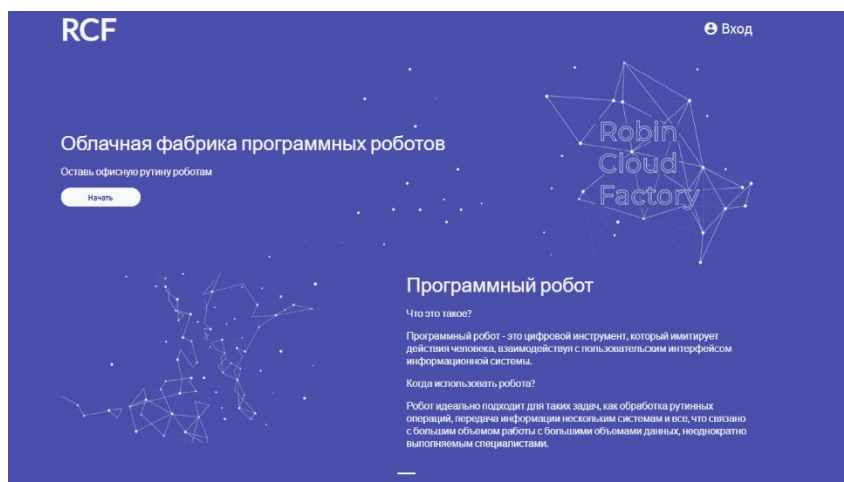 RCF
Вход
Robin
Cloud
Factory
Облачная фабрика программных роботов
Оставь офисную рутину роботам
Начать
Программный робот
Что это такое?
Программный робот - это цифровой инструмент, который имитирует
действия человека, взаимодействуя с пользовательским интерфейсом
информационной системы.
Когда использовать робота?
Робот идеально подходит для таких задач, как обработка рутинных
операций, передача информации нескольким системам и все, что связано
с большим объемом работы с большими объемами данных, неоднократно
выполняемым специалистами.